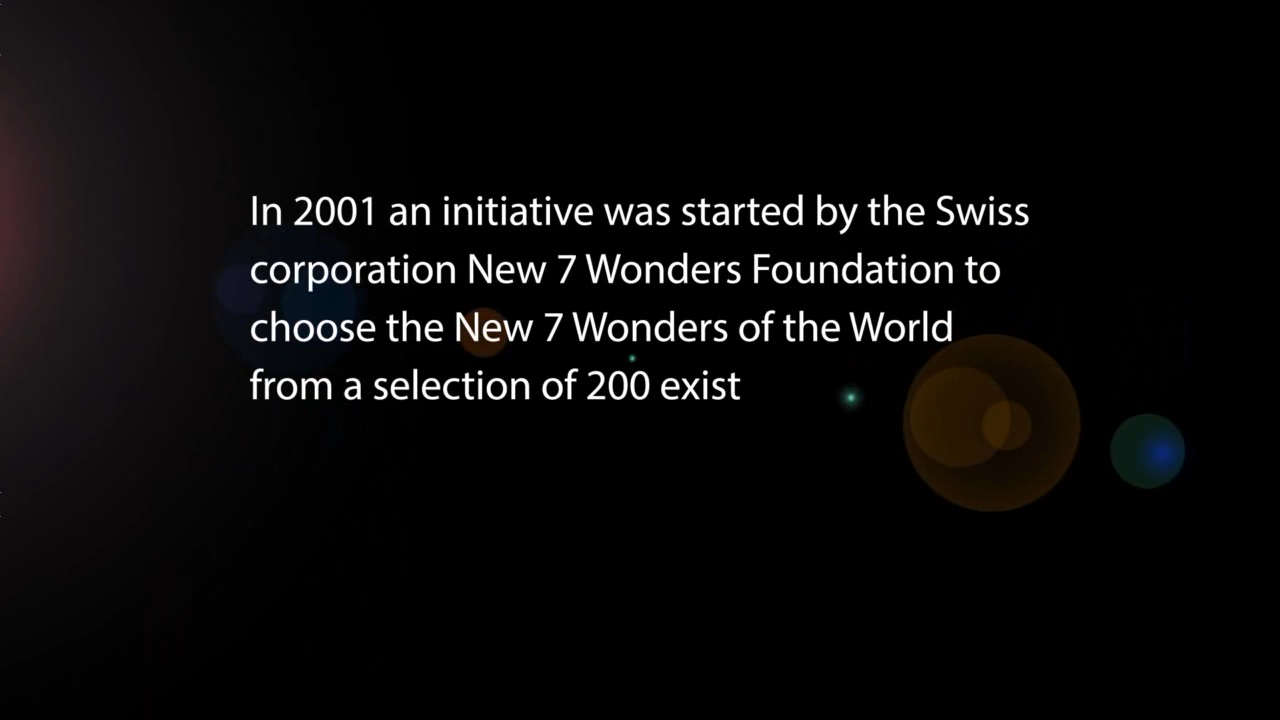 In 2001 an initiative was started by the Swiss
corporation New 7 Wonders Foundation to
choose the New 7 Wonders of the World
from a selection of 200 exist